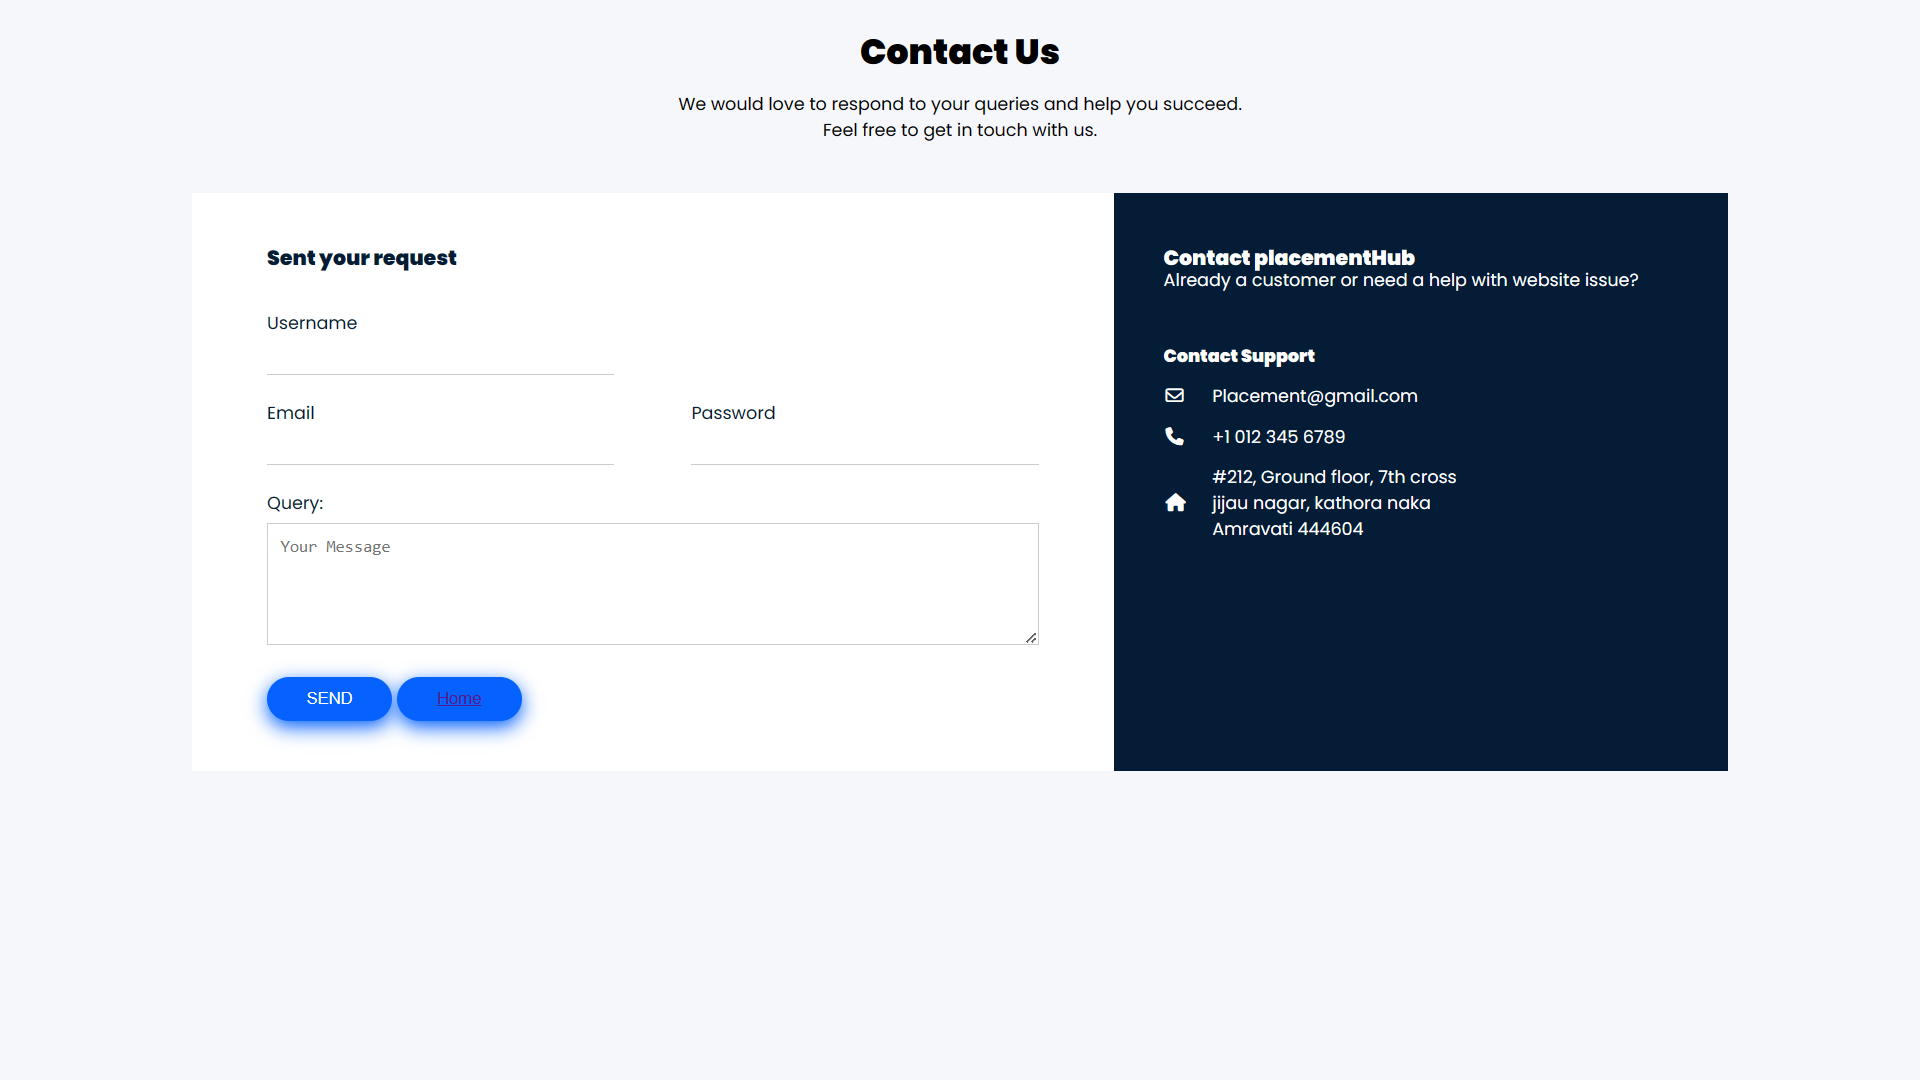 Contact Us
We would love to respond to your queries and help you succeed.
Feel free to get in touch with us.
Sent your request
Username
Email
Password
Query:
Your Message
SEND
Home
Contact placementHub
Already a customer or need a help with website issue?
Contact Support
Placement@gmail.com
+1 012 345 6789
#212, Ground floor, 7th cross
jijau nagar, kathora naka
Amravati 444604